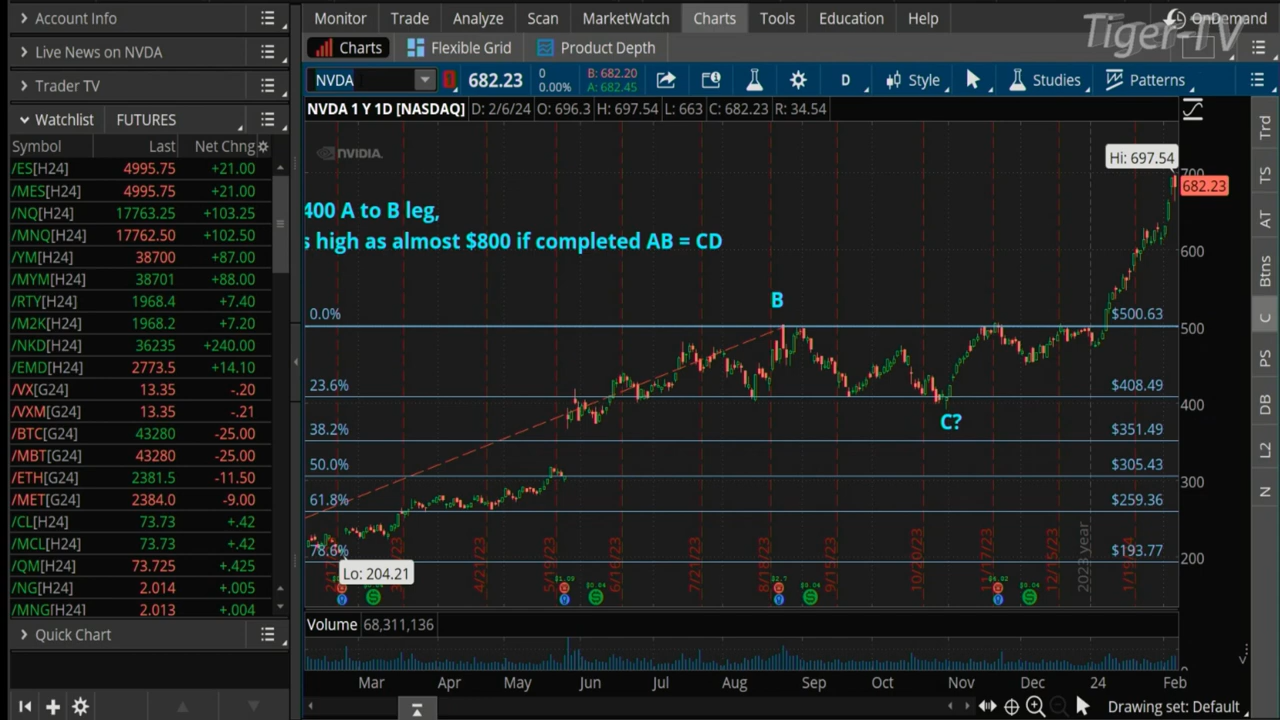 Account Info
Live News on NVDA
Trader TV
Watchlist FUTURES
Symbol Last Net Chng
/ES[H24] 4995.75 +21.00
/MES[H24] 4995.75 +21.00
/NQ[H24] 17763.25 +103.25
/MNQ[H24] 17762.50 +102.50
/YM[H24] 38700 +87.00
/MYM[H24] 38701 +88.00
/RTY[H24] 1968.4 +7.40
/M2K[H24] 1968.2 +7.20
/NKD[H24] 36235 +240.00
/EMD[H24] 2773.5 +14.10
/VX[G24] 13.35 -.20
/VXM[G24] 13.35 -.21
/BTC[G24] 43280 -25.00
/MBT[G24] 43280 -25.00
/ETH[G24] 2381.5 -11.50
/MET[G24] 2384.0 -9.00
/CL[H24] 73.73 +.42
/MCL[H24] 73.73 +.42
/QM[H24] 73.725 +.425
/NG[H24] 2.014 +.005
/MNG[H24] 2.013 +.004
Quick Chart
Monitor Trade Analyze Scan MarketWatch Charts Tools Education Help
OnDemand
Tiger-TV
Charts Flexible Grid Product Depth
NVDA 682.23 0 B: 682.20
0.00% A: 682.45
D Style Studies Patterns
NVDA 1 Y 1D [NASDAQ] D: 2/6/24 O: 696.3 H: 697.54 L: 663 C: 682.23 R: 34.54
NVIDIA.
Hi: 697.54
700
682.23
400 A to B leg,
s high as almost $800 if completed AB = CD
600
B
0.0% $500.63
500
23.6% $408.49
400
C?
38.2% $351.49
50.0% $305.43
300
61.8% $259.36
78.6% $193.77
200
Lo: 204.21
4/21/23
5/19/23
6/16/23
7/21/23
8/18/23
9/15/23
10/20/23
11/17/23
12/15/23
2023 year
1/19/24
Volume 68,311,136
0
Mar Apr May Jun Jul Aug Sep Oct Nov Dec 24 Feb
Drawing set: Default
Trd
TS
AT
Btns
C
PS
DB
L2
N